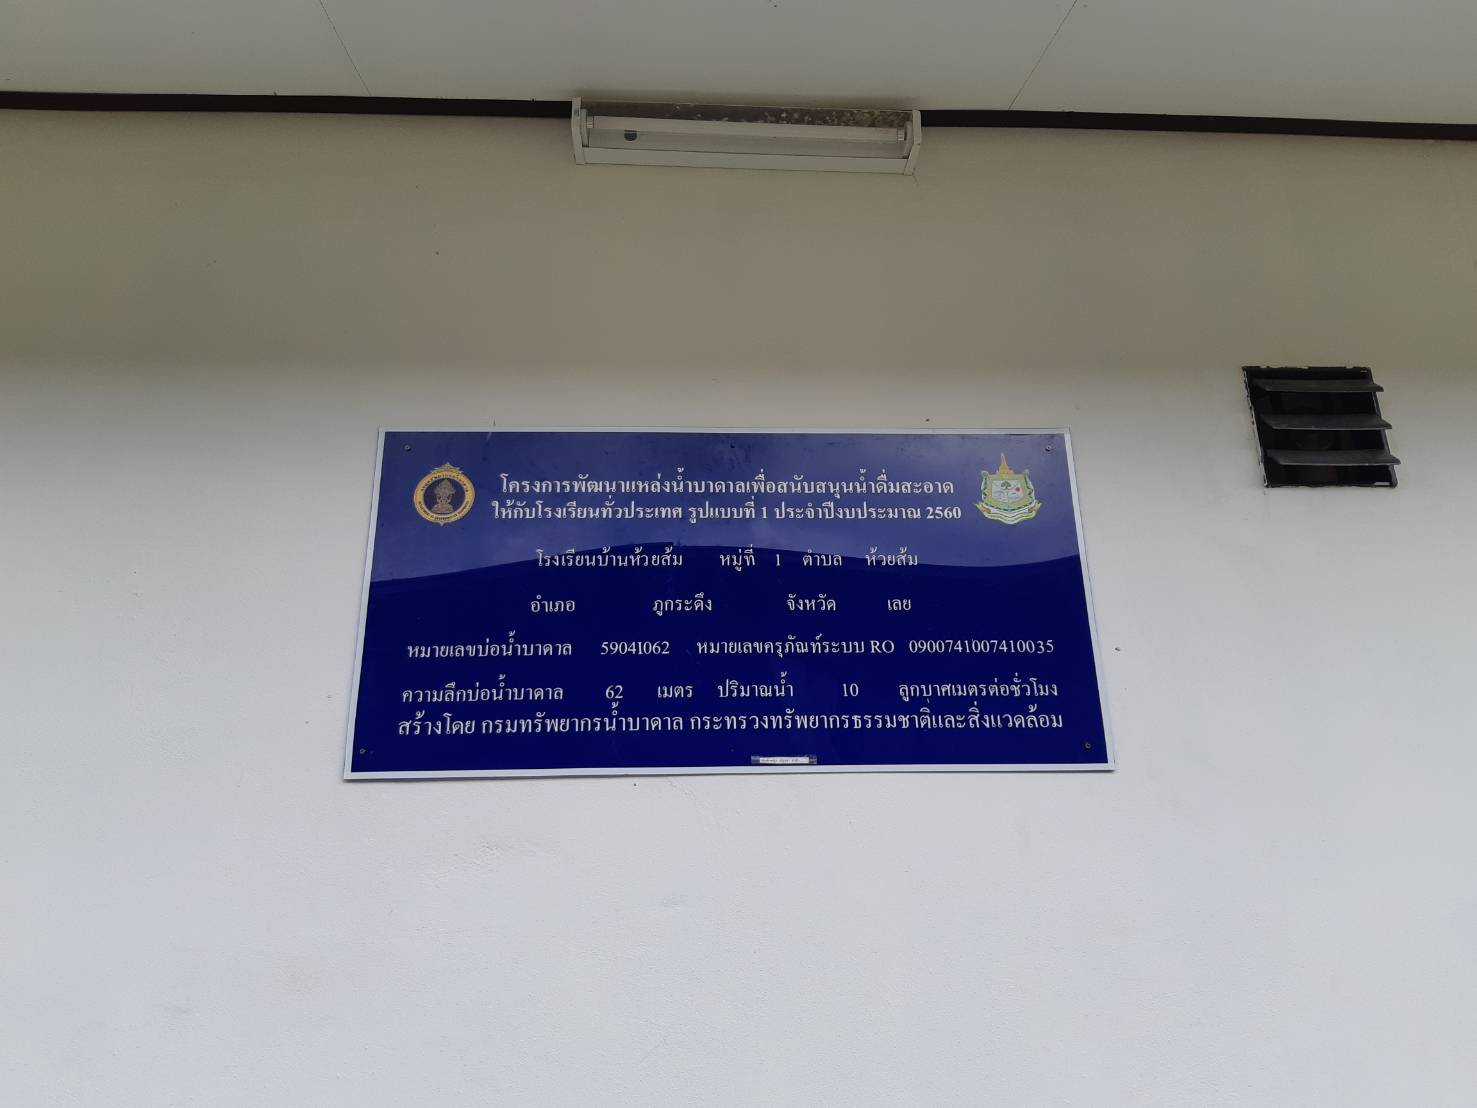 โครงการพัฒนาแหล่งน้ำบาดาลเพื่อสนับสนุนน้ำดื่มสะอาด
ให้กับโรงเรียนทั่วประเทศ รูปแบบที่ 1 ประจำปีงบประมาณ 2560
โรงเรียนบ้านห้วยส้ม หมู่ที่ 1 ตำบล ห้วยส้ม
อำเภอ ภูกระดึง จังหวัด เลย
หมายเลขบ่อน้ำบาดาล 5904I062 หมายเลขครุภัณฑ์ระบบ RO 0900741007410035
ความลึกบ่อน้ำบาดาล 62 เมตร ปริมาณน้ำ 10 ลูกบาศเมตรต่อชั่วโมง
สร้างโดย กรมทรัพยากรน้ำบาดาล กระทรวงทรัพยากรธรรมชาติและสิ่งแวดล้อม